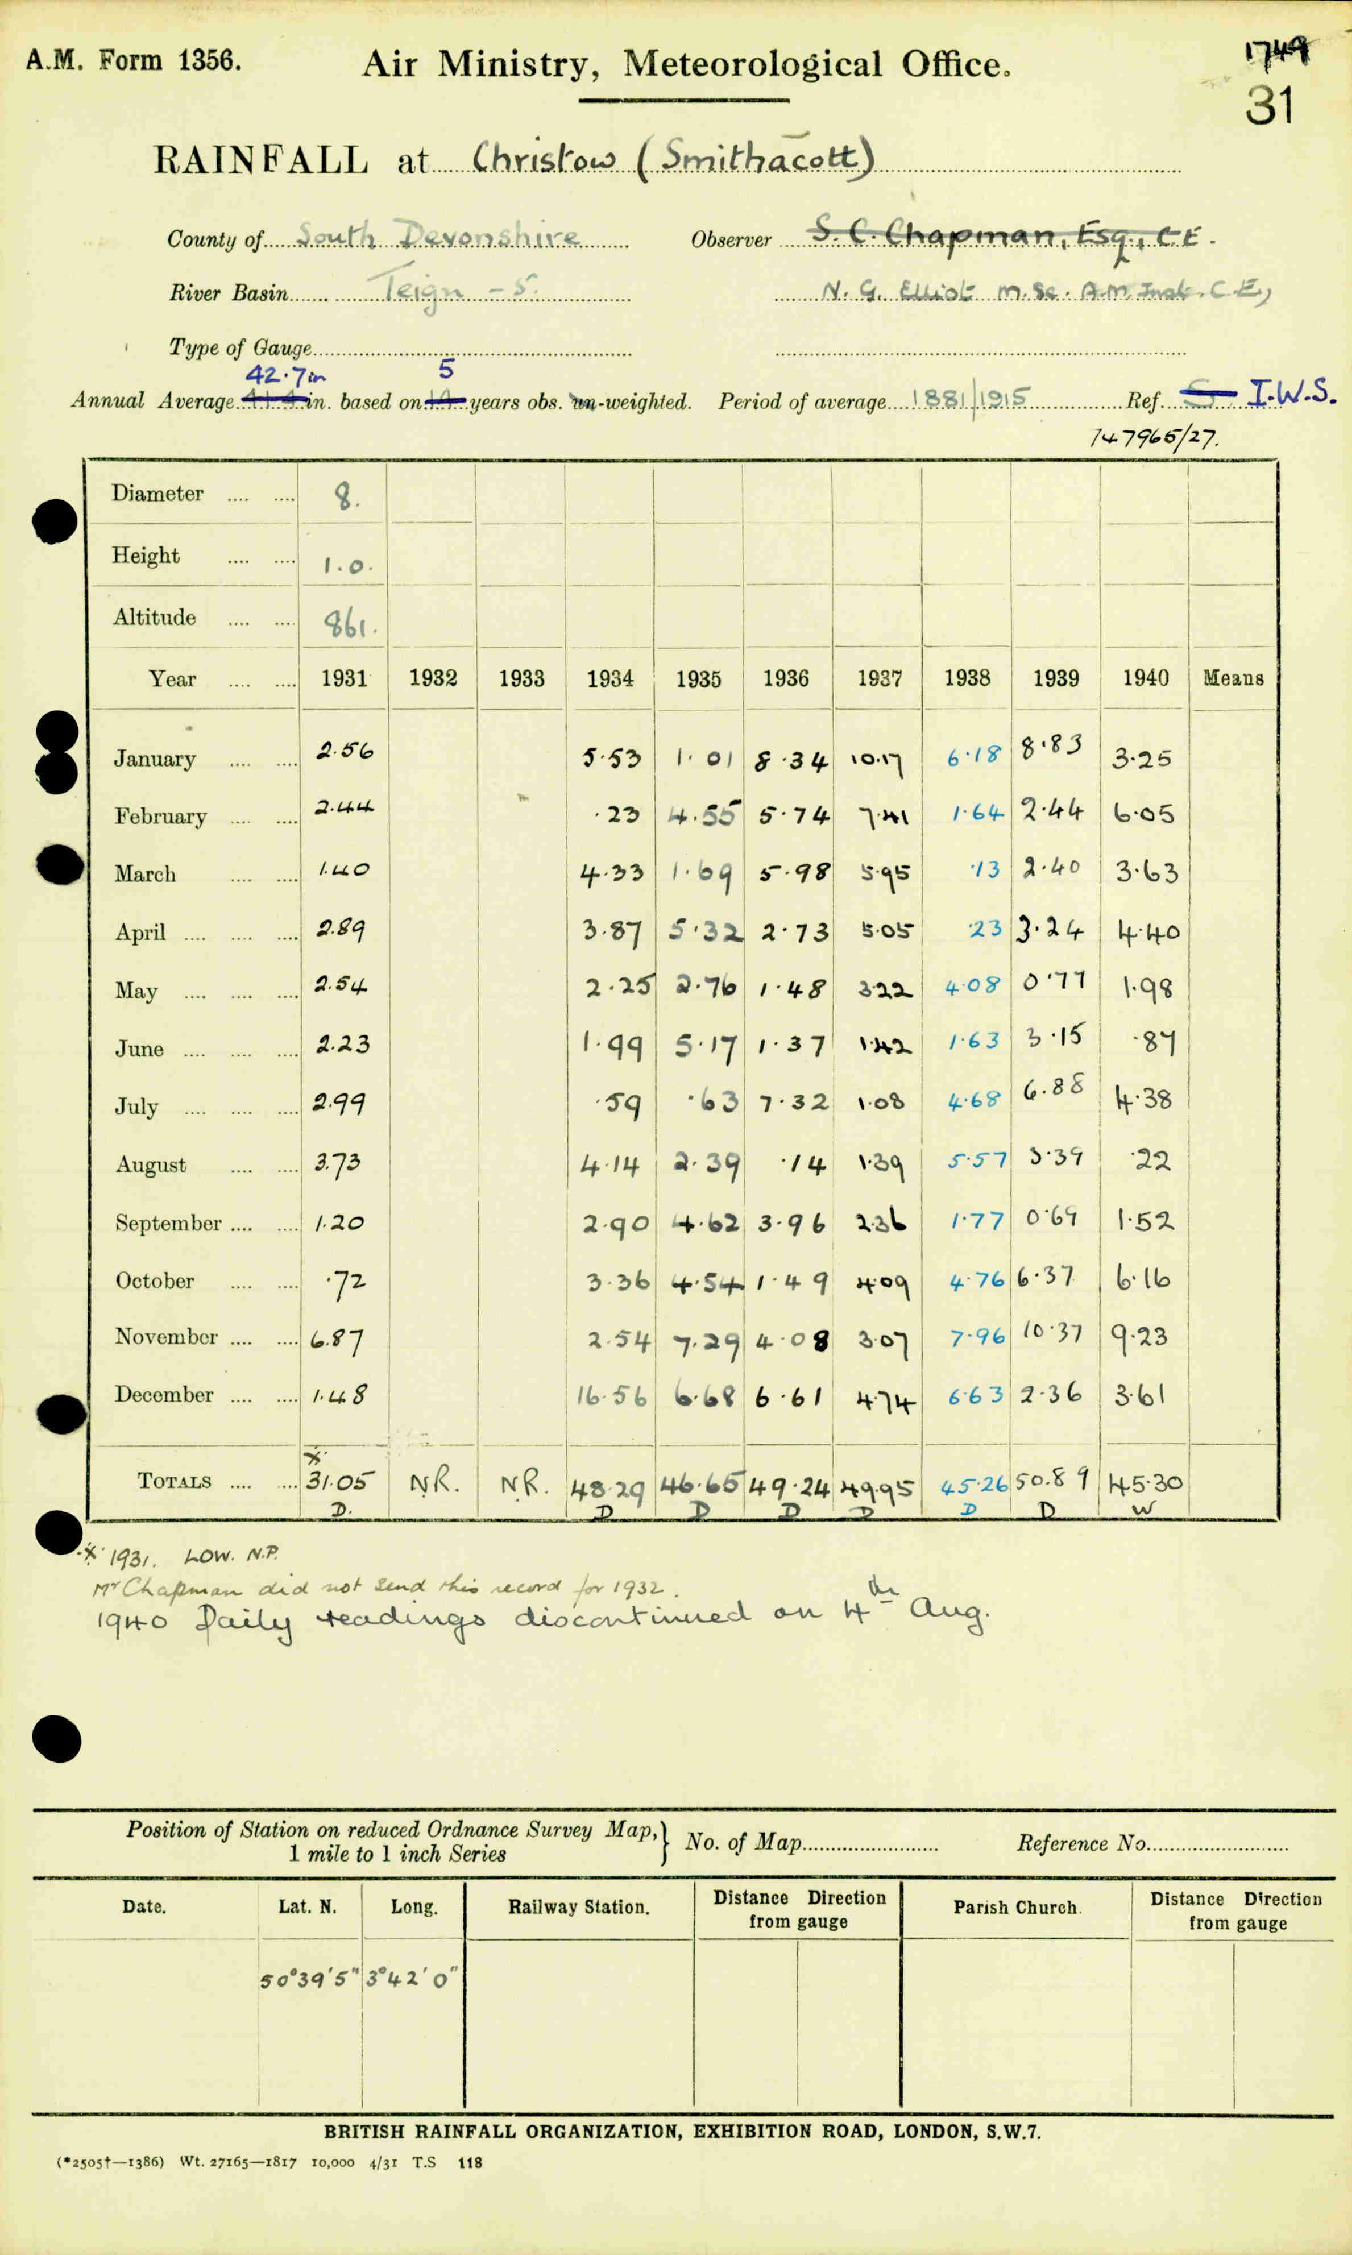 A.M. Form 1356.
Air Ministry, Meteorological Office.
1749
31
RAINFALL at Christow (Smithacott)
County of South Devonshire Observer S. C. Chapman, Esq., C.E.
River Basin Teign - S. N. G. Elliot M.Sc. A.M. Inst. C.E.,
Type of Gauge
42.7in 5
Annual Average in. based on years obs. un-weighted. Period of average 1881/1915 Ref. S I.W.S.
147965/27.
Diameter .... .... 8.
Height .... .... 1.0.
Altitude .... .... 861.
Year .... .... 1931 1932 1933 1934 1935 1936 1937 1938 1939 1940 Means
January .... .... 2.56 5.53 1.01 8.34 10.17 6.18 8.83 3.25
February .... .... 2.44 .23 4.55 5.74 7.41 1.64 2.44 6.05
March .... .... 1.40 4.33 1.69 5.98 5.95 .13 2.40 3.63
April .... .... .... 2.89 3.87 5.32 2.73 5.05 .23 3.24 4.40
May .... .... .... 2.54 2.25 2.76 1.48 3.22 4.08 0.77 1.98
June .... .... .... 2.23 1.99 5.17 1.37 1.42 1.63 3.15 .87
July .... .... .... 2.99 .59 .63 7.32 1.08 4.68 6.88 4.38
August .... .... 3.73 4.14 2.39 .14 1.39 5.57 3.39 .22
September .... .... 1.20 2.90 4.62 3.96 2.36 1.77 0.69 1.52
October .... .... .72 3.36 4.54 1.49 4.09 4.76 6.37 6.16
November .... .... 6.87 2.54 7.29 4.08 3.07 7.96 10.37 9.23
December .... .... 1.48 16.56 6.68 6.61 4.74 6.63 2.36 3.61
x
TOTALS .... .... 31.05 N.R. N.R. 48.29 46.65 49.24 49.95 45.26 50.89 45.30
D. D D D D D D W
x 1931. LOW. N.P.
Mr Chapman did not send this record for 1932.
1940 Daily readings discontinued on 4th Aug.
Position of Station on reduced Ordnance Survey Map, } No. of Map Reference No.
1 mile to 1 inch Series
Date. Lat. N. Long. Railway Station. Distance Direction from gauge Parish Church. Distance Direction from gauge
50°39'5" 3°42'0"
BRITISH RAINFALL ORGANIZATION, EXHIBITION ROAD, LONDON, S.W.7.
(*2505†—1386) Wt. 27165—1817 10,000 4/31 T.S 118